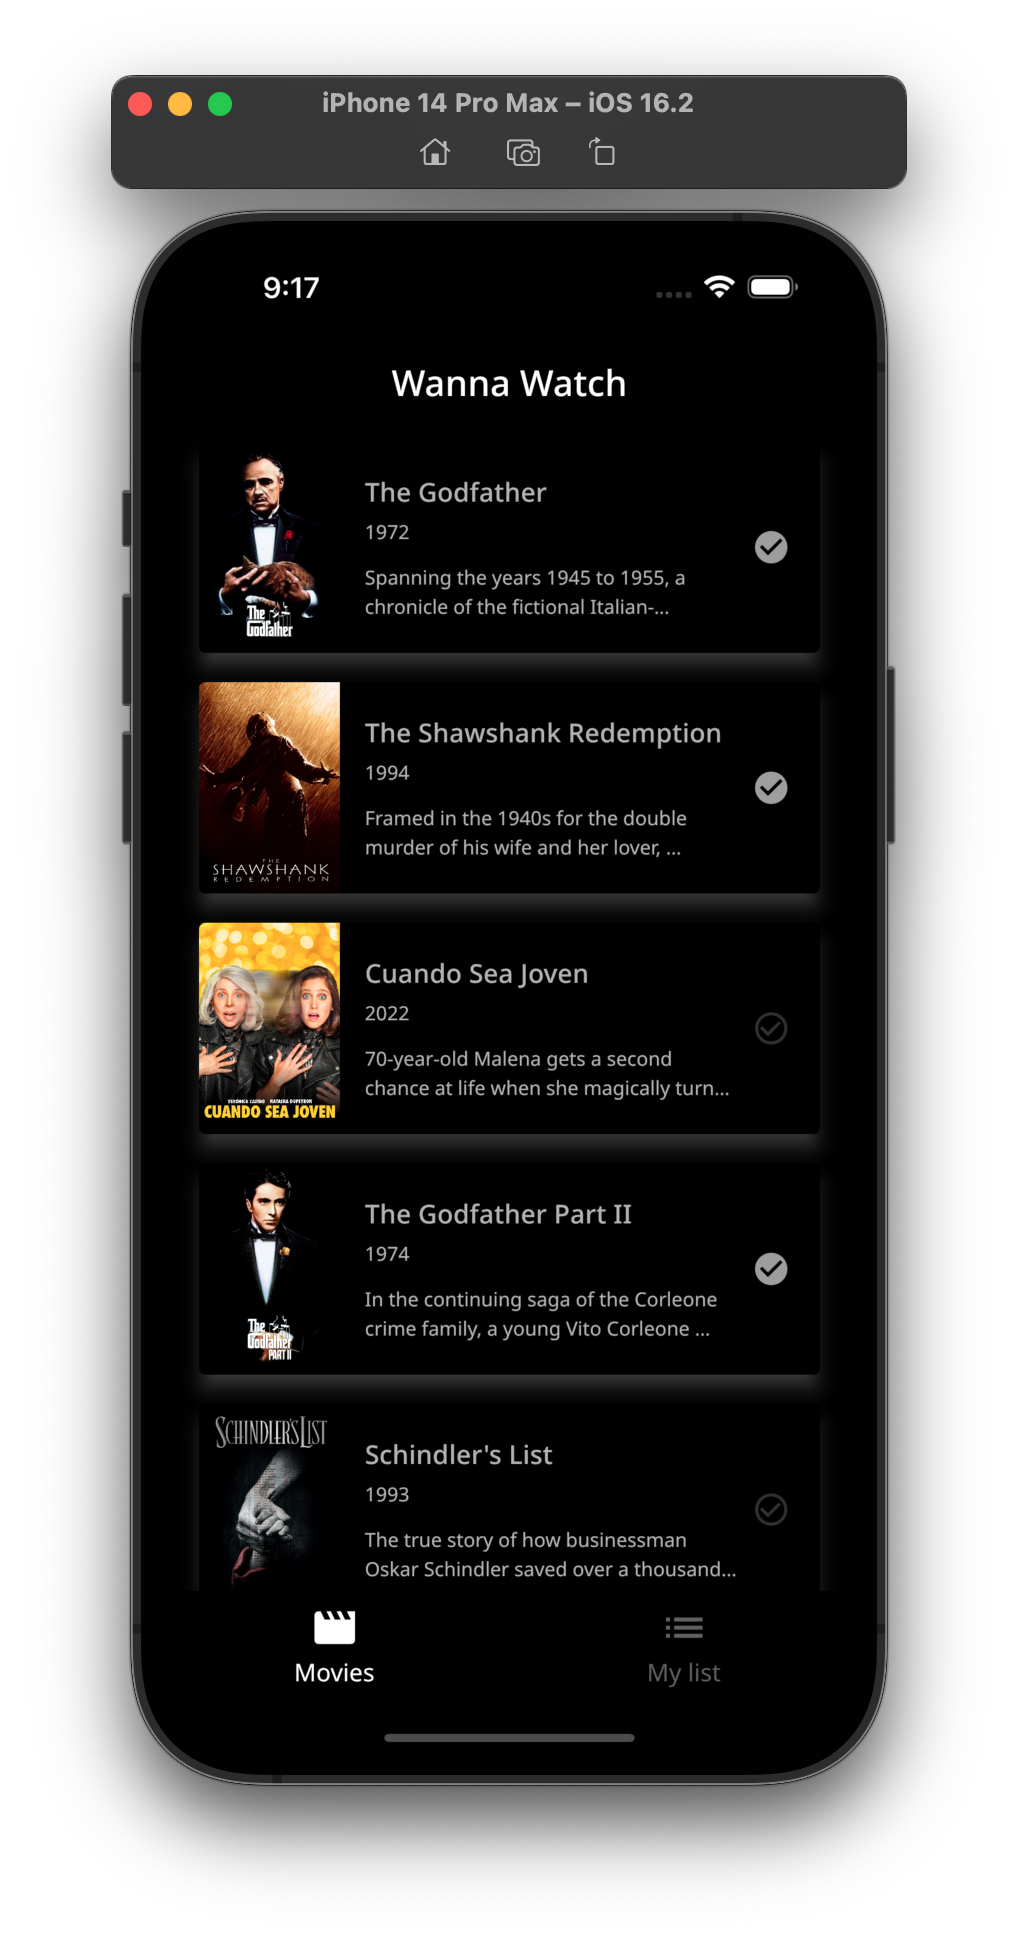 iPhone 14 Pro Max – iOS 16.2
9:17
Wanna Watch
The Godfather
1972
Spanning the years 1945 to 1955, a
chronicle of the fictional Italian-...
The
Godfather
The Shawshank Redemption
1994
Framed in the 1940s for the double
murder of his wife and her lover, ...
THE
SHAWSHANK
REDEMPTION
Cuando Sea Joven
2022
70-year-old Malena gets a second
chance at life when she magically turn...
VERÓNICA CASTRO NATASHA DUPEYRÓN
CUANDO SEA JOVEN
The Godfather Part II
1974
In the continuing saga of the Corleone
crime family, a young Vito Corleone ...
The
Godfather
PART II
SCHINDLER'S LIST
Schindler's List
1993
The true story of how businessman
Oskar Schindler saved over a thousand...
Movies
My list